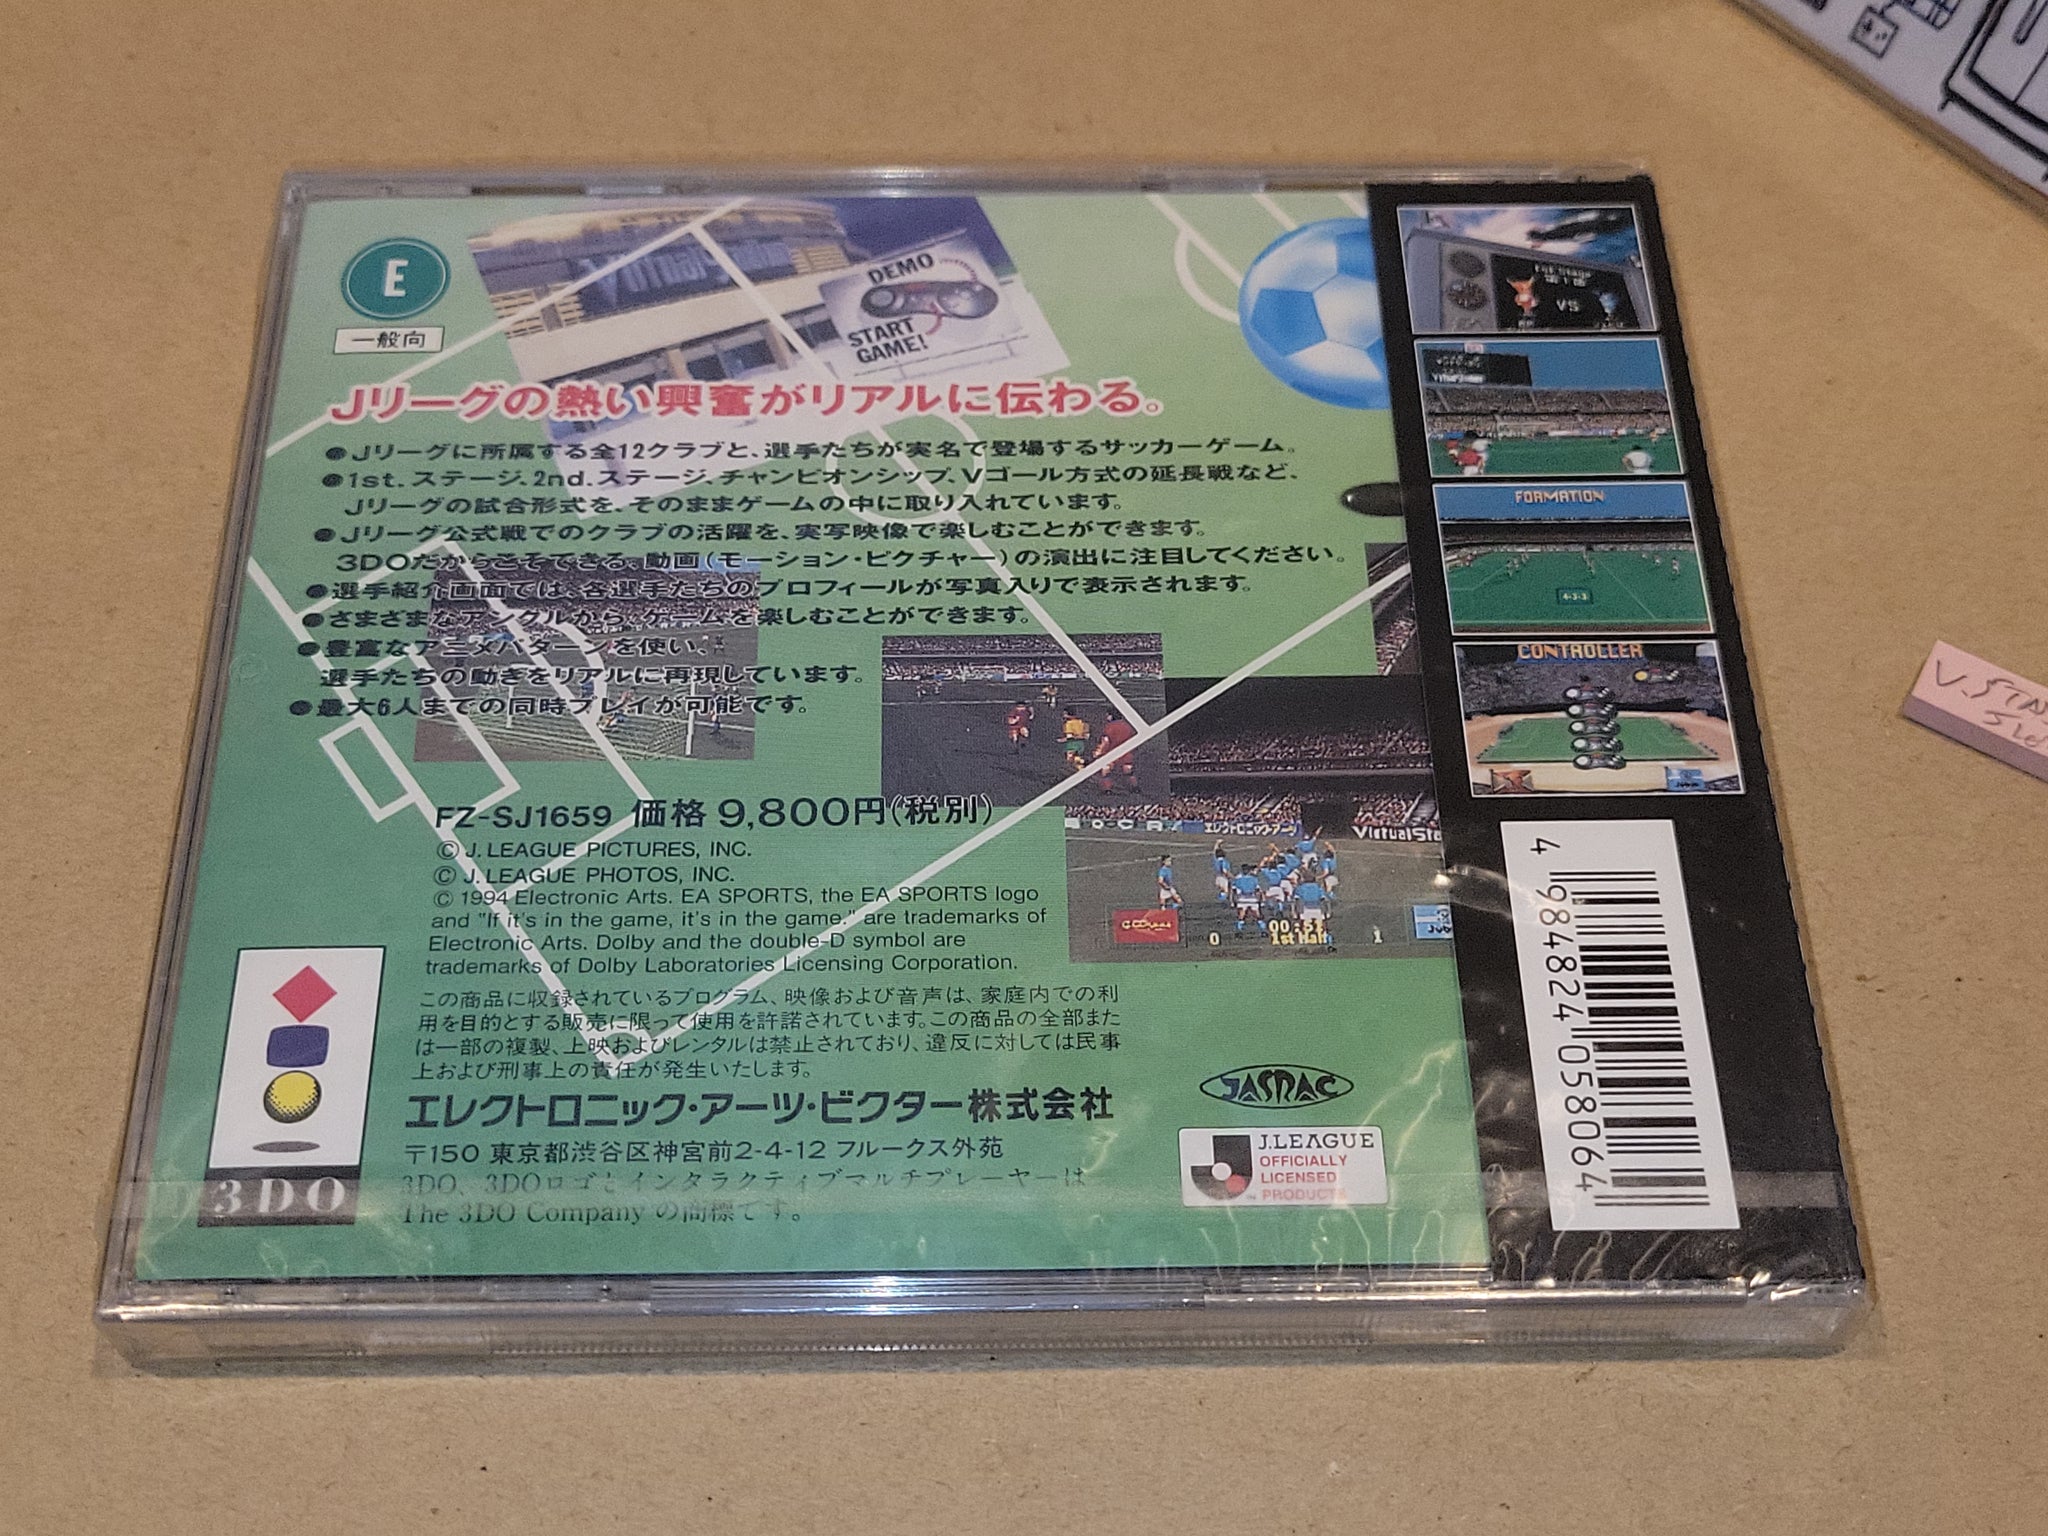 E
一般向
DEMO
START
GAME!
Jリーグの熱い興奮がリアルに伝わる。
●Jリーグに所属する全12クラブと、選手たちが実名で登場するサッカーゲーム。
●1st.ステージ、2nd.ステージ、チャンピオンシップ、Vゴール方式の延長戦など、
Jリーグの試合形式を、そのままゲームの中に取り入れています。
●Jリーグ公式戦でのクラブの活躍を、実写映像で楽しむことができます。
3DOだからこそできる、動画(モーション・ピクチャー)の演出に注目してください。
●選手紹介画面では、各選手たちのプロフィールが写真入りで表示されます。
●さまざまなアングルから、ゲームを楽しむことができます。
●豊富なアニメパターンを使い、
選手たちの動きをリアルに再現しています。
●最大6人までの同時プレイが可能です。
FZ-SJ1659 価格 9,800円(税別)
© J.LEAGUE PICTURES, INC.
© J.LEAGUE PHOTOS, INC.
© 1994 Electronic Arts. EA SPORTS, the EA SPORTS logo
and "If it's in the game, it's in the game." are trademarks of
Electronic Arts. Dolby and the double-D symbol are
trademarks of Dolby Laboratories Licensing Corporation.
この商品に収録されているプログラム、映像および音声は、家庭内での利
用を目的とする販売に限って使用を許諾されています。この商品の全部また
は一部の複製、上映およびレンタルは禁止されており、違反に対しては民事
上および刑事上の責任が発生いたします。
エレクトロニック・アーツ・ビクター株式会社
〒150 東京都渋谷区神宮前2-4-12 フルークス外苑
3DO、3DOロゴとインタラクティブマルチプレーヤーは
The 3DO Company の商標です。
3DO
JASRAC
J.LEAGUE
OFFICIALLY
LICENSED
PRODUCTS
エレクトロニック・アーツ
VirtualSta
00:51
0 1st Half 1
VS
FORMATION
4-3-3
CONTROLLER
4 984824 058064